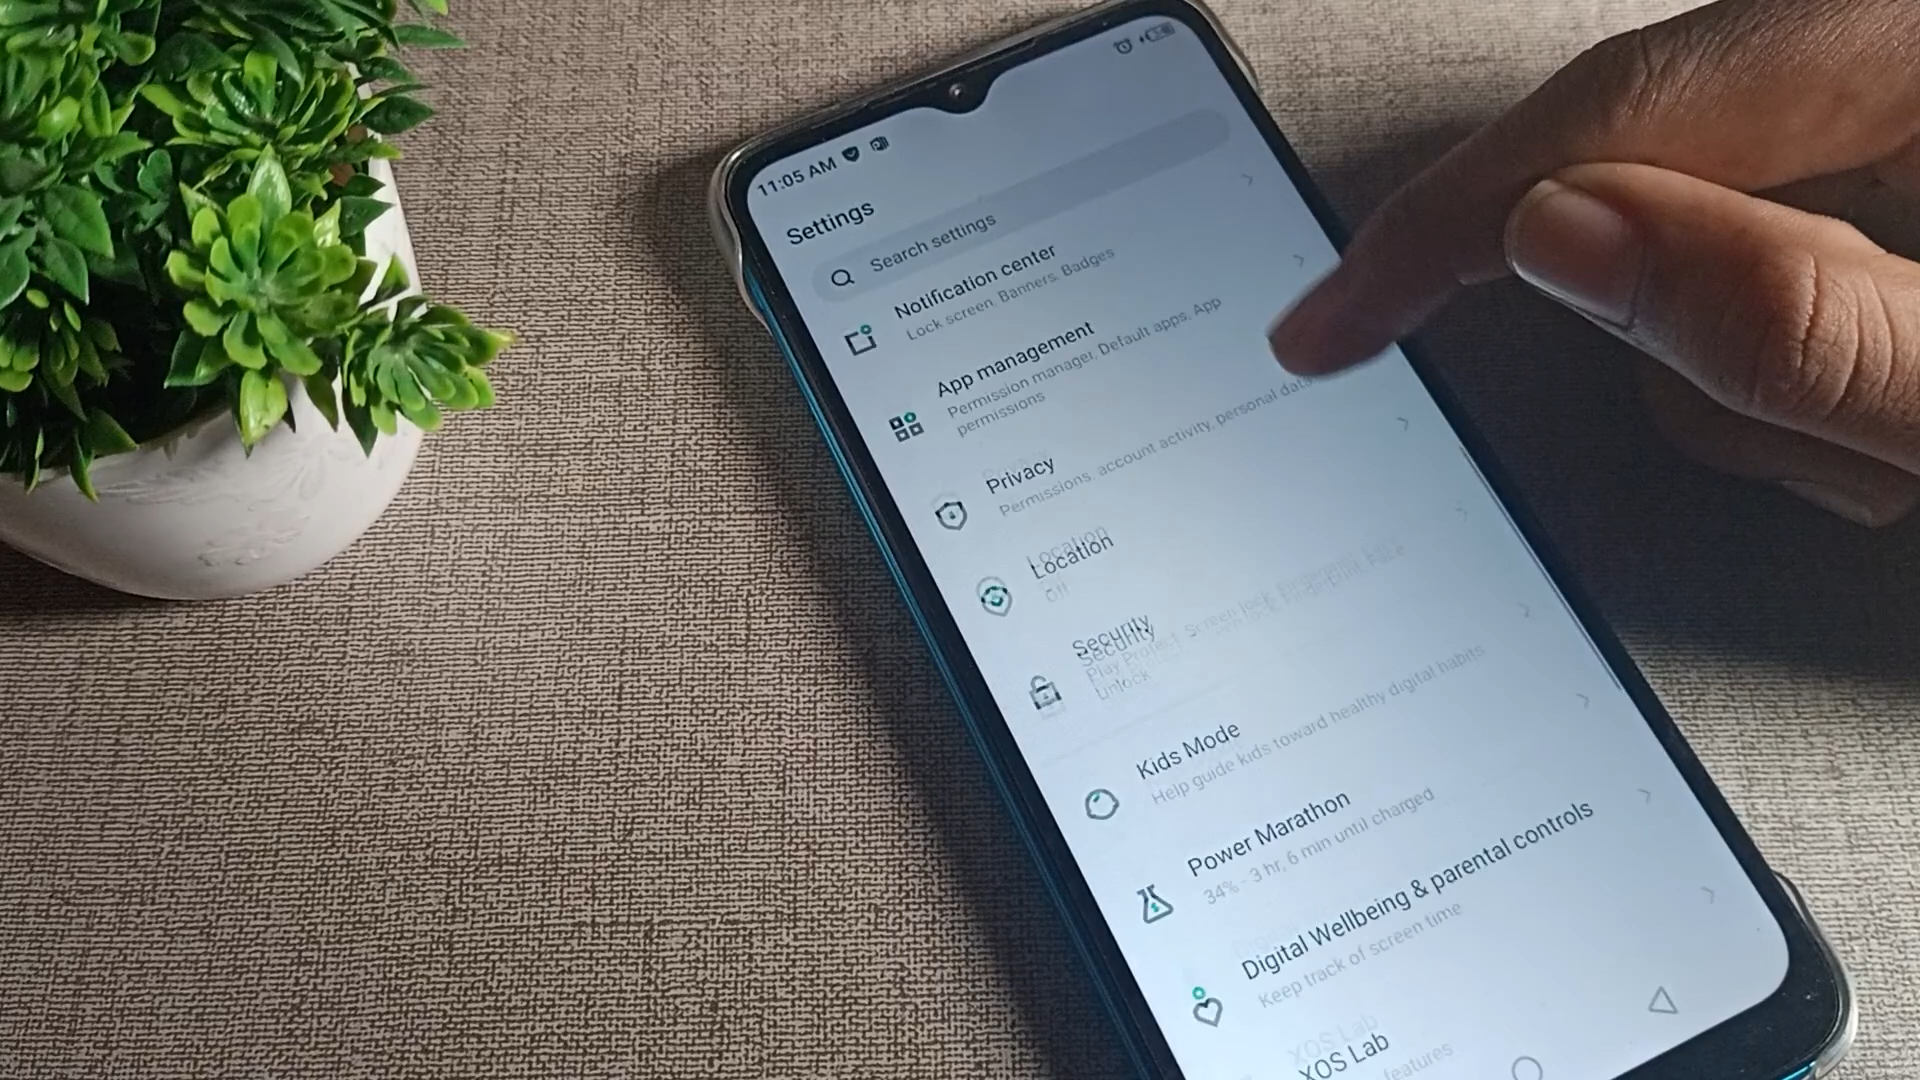 11:05 AM
Settings
Search settings
Notification center
Lock screen, Banners, Badges
App management
Permission manager, Default apps, App
permissions
Privacy
Permissions, account activity, personal data
Location
Off
Security
Play Protect, Screen lock, Fingerprint, Face
Unlock
Kids Mode
Help guide kids toward healthy digital habits
Power Marathon
34% - 3 hr, 6 min until charged
Digital Wellbeing & parental controls
Keep track of screen time
XOS Lab
features